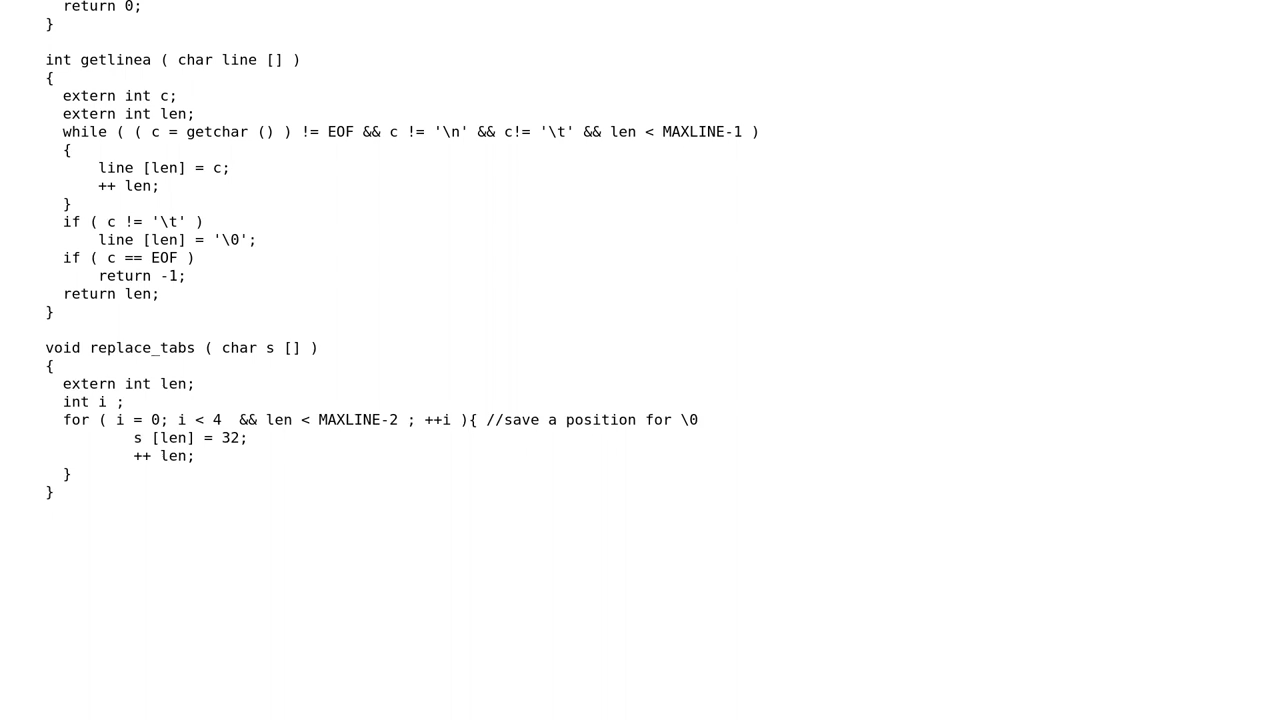 return 0;
}
int getlinea ( char line [] )
{
extern int c;
extern int len;
while ( ( c = getchar () ) != EOF && c != '\n' && c!= '\t' && len < MAXLINE-1 )
{
line [len] = c;
++ len;
}
if ( c != '\t' )
line [len] = '\0';
if ( c == EOF )
return -1;
return len;
}
void replace_tabs ( char s [] )
{
extern int len;
int i ;
for ( i = 0; i < 4  && len < MAXLINE-2 ; ++i ){ //save a position for \0
s [len] = 32;
++ len;
}
}